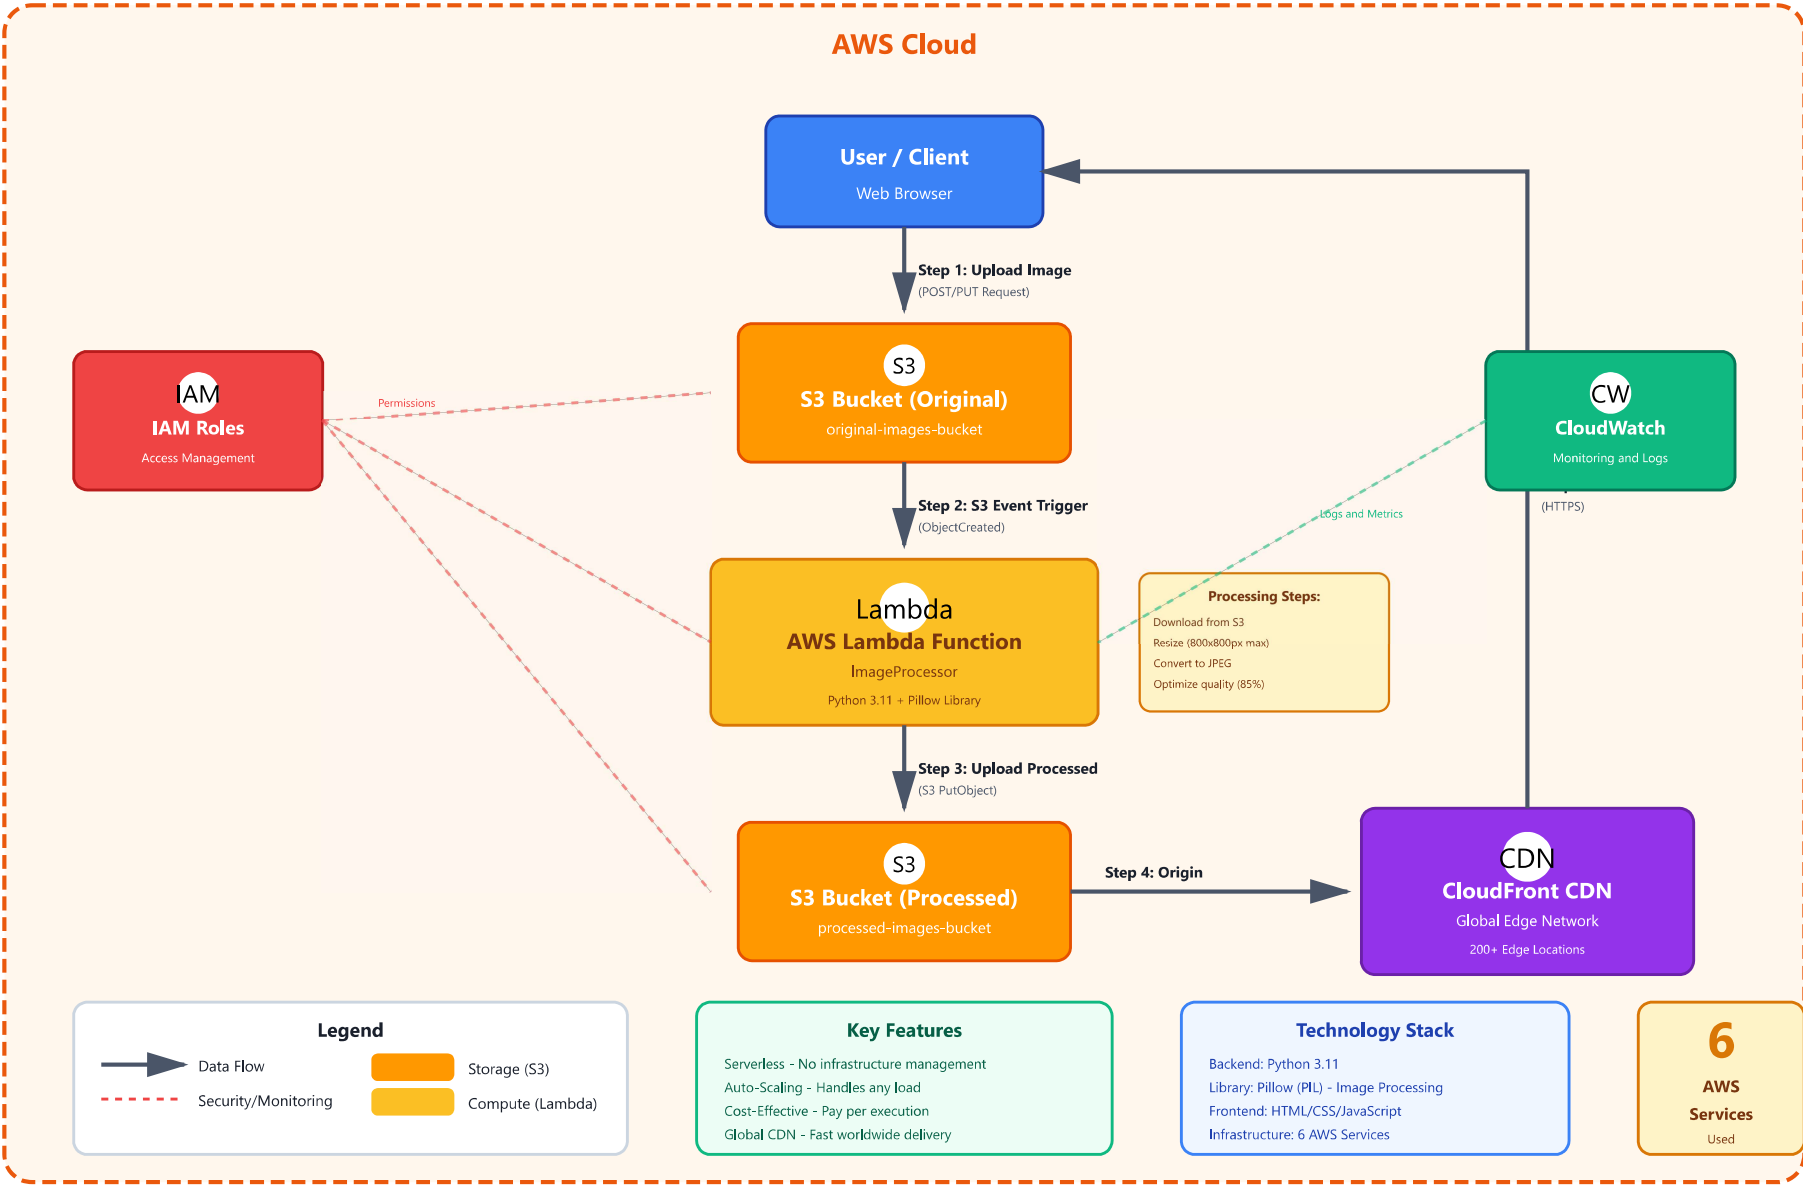 AWS Cloud
User / Client
Web Browser
Step 1: Upload Image
(POST/PUT Request)
S3
S3 Bucket (Original)
original-images-bucket
IAM
IAM Roles
Access Management
Permissions
CW
CloudWatch
Monitoring and Logs
Step 2: S3 Event Trigger
(ObjectCreated)
Logs and Metrics
(HTTPS)
Lambda
AWS Lambda Function
ImageProcessor
Python 3.11 + Pillow Library
Processing Steps:
Download from S3
Resize (800x800px max)
Convert to JPEG
Optimize quality (85%)
Step 3: Upload Processed
(S3 PutObject)
S3
S3 Bucket (Processed)
processed-images-bucket
Step 4: Origin
CDN
CloudFront CDN
Global Edge Network
200+ Edge Locations
Legend
Data Flow
Storage (S3)
Security/Monitoring
Compute (Lambda)
Key Features
Serverless - No infrastructure management
Auto-Scaling - Handles any load
Cost-Effective - Pay per execution
Global CDN - Fast worldwide delivery
Technology Stack
Backend: Python 3.11
Library: Pillow (PIL) - Image Processing
Frontend: HTML/CSS/JavaScript
Infrastructure: 6 AWS Services
6
AWS
Services
Used